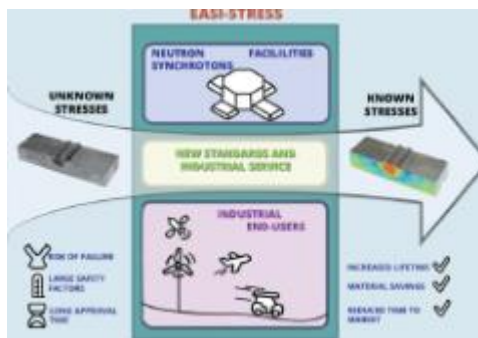 EASI-STRESS
NEUTRON FACILILITIES
SYNCHROTONS
UNKNOWN
STRESSES
KNOWN
STRESSES
NEW STANDARDS AND
INDUSTRIAL SERVICE
INDUSTRIAL
END-USERS
RISK OF FAILURE
LARGE SAFETY
FACTORS
LONG APPROVAL
TIME
INCREASED LIFETIME
MATERIAL SAVINGS
REDUCED TIME TO
MARKET